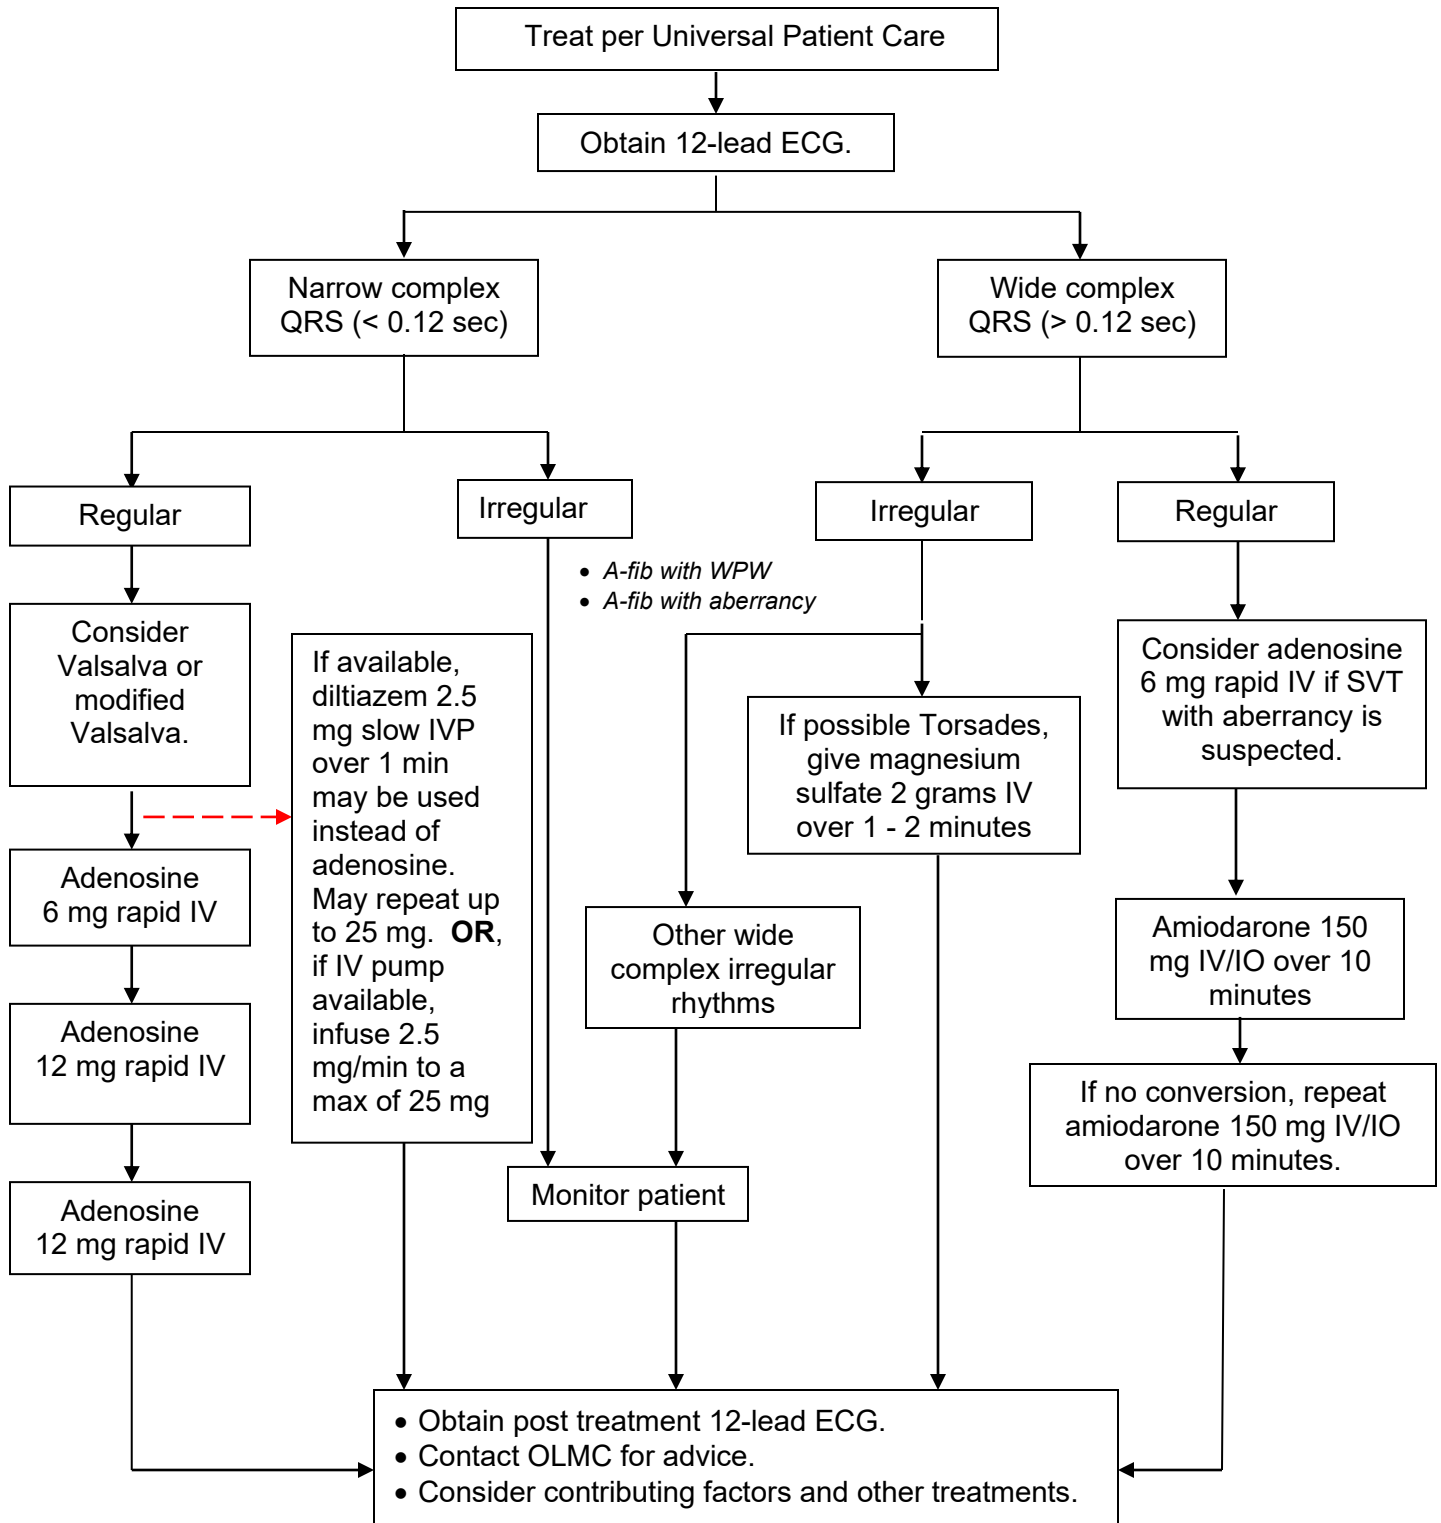 Treat per Universal Patient Care
Obtain 12-lead ECG.
Narrow complex
QRS (< 0.12 sec)
Wide complex
QRS (> 0.12 sec)
Regular
Irregular
Irregular
Regular
• A-fib with WPW
• A-fib with aberrancy
Consider
Valsalva or
modified
Valsalva.
If available,
diltiazem 2.5
mg slow IVP
over 1 min
may be used
instead of
adenosine.
May repeat up
to 25 mg. OR,
if IV pump
available,
infuse 2.5
mg/min to a
max of 25 mg
If possible Torsades,
give magnesium
sulfate 2 grams IV
over 1 - 2 minutes
Consider adenosine
6 mg rapid IV if SVT
with aberrancy is
suspected.
Adenosine
6 mg rapid IV
Other wide
complex irregular
rhythms
Amiodarone 150
mg IV/IO over 10
minutes
Adenosine
12 mg rapid IV
If no conversion, repeat
amiodarone 150 mg IV/IO
over 10 minutes.
Adenosine
12 mg rapid IV
Monitor patient
• Obtain post treatment 12-lead ECG.
• Contact OLMC for advice.
• Consider contributing factors and other treatments.